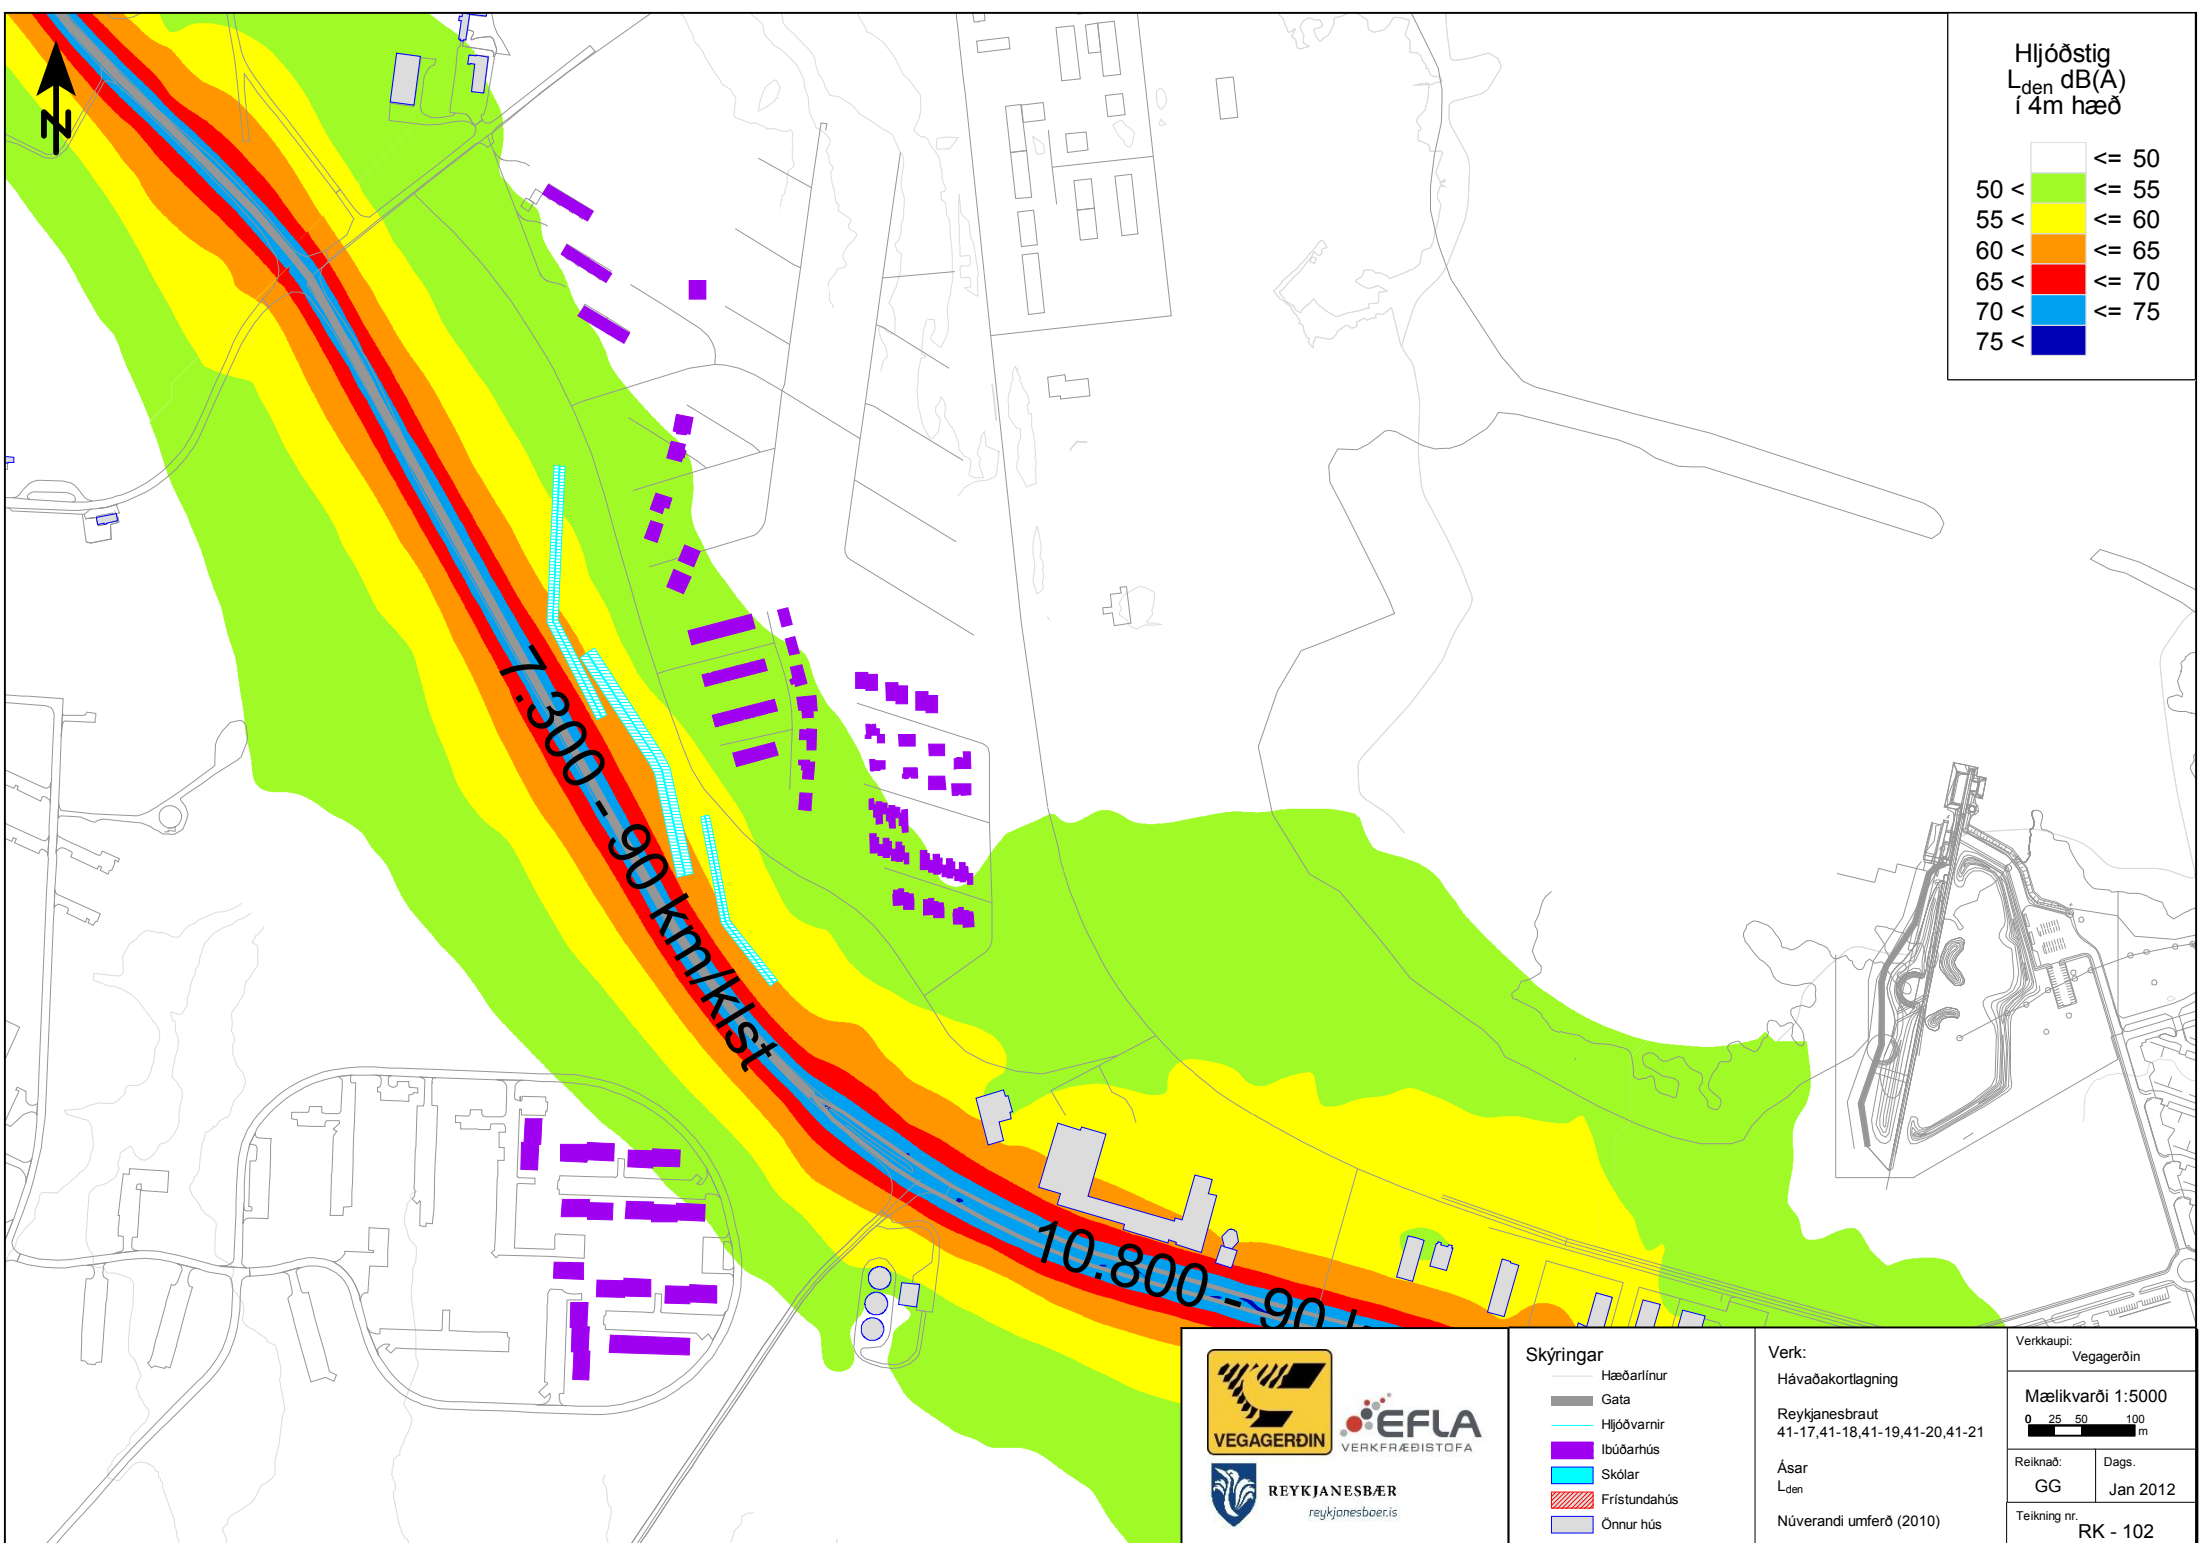 Hljóðstig
Lden dB(A)
í 4m hæð
<= 50
50 < <= 55
55 < <= 60
60 < <= 65
65 < <= 70
70 < <= 75
75 <
N
7.300 - 90 km/klst
10.800 - 90
VEGAGERÐIN
EFLA
VERKFRÆÐISTOFA
REYKJANESBÆR
reykjanesbaer.is
Skýringar
Hæðarlínur
Gata
Hljóðvarnir
Ibúðarhús
Skólar
Frístundahús
Önnur hús
Verk:
Hávaðakortlagning
Reykjanesbraut
41-17,41-18,41-19,41-20,41-21
Ásar
Lden
Núverandi umferð (2010)
Verkkaupi:
Vegagerðin
Mælikvarði 1:5000
0 25 50 100
m
Reiknað:
GG
Dags.
Jan 2012
Teikning nr.
RK - 102